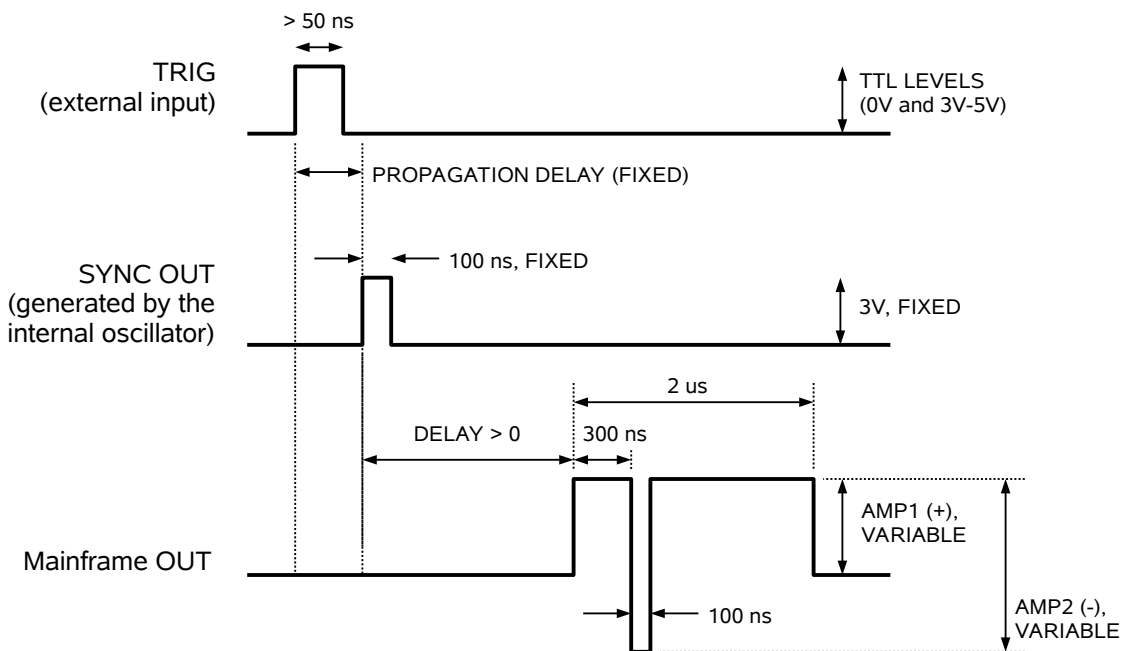 > 50 ns
TRIG
(external input)
TTL LEVELS
(0V and 3V-5V)
PROPAGATION DELAY (FIXED)
100 ns, FIXED
SYNC OUT
(generated by the
internal oscillator)
3V, FIXED
2 us
DELAY > 0
300 ns
AMP1 (+),
VARIABLE
Mainframe OUT
100 ns
AMP2 (-),
VARIABLE